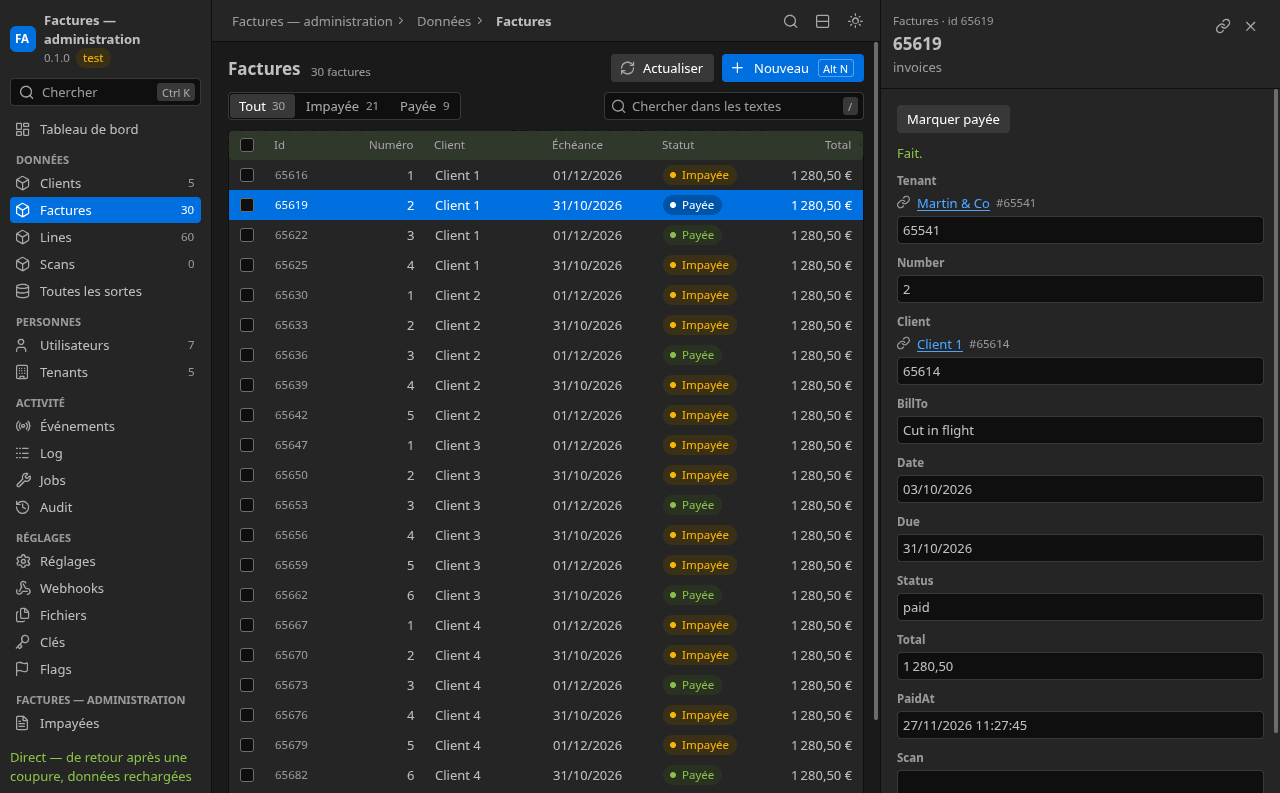 Factures —
administration
FA
0.1.0 test
Chercher Ctrl K
Tableau de bord
DONNÉES
Clients 5
Factures 30
Lines 60
Scans 0
Toutes les sortes
PERSONNES
Utilisateurs 7
Tenants 5
ACTIVITÉ
Événements
Log
Jobs
Audit
RÉGLAGES
Réglages
Webhooks
Fichiers
Clés
Flags
FACTURES — ADMINISTRATION
Impayées
Direct — de retour après une
coupure, données rechargées
Factures — administration > Données > Factures
Factures 30 factures
Actualiser
Nouveau Alt N
Tout 30 Impayée 21 Payée 9
Chercher dans les textes /
Id Numéro Client Échéance Statut Total
65616 1 Client 1 01/12/2026 Impayée 1 280,50 €
65619 2 Client 1 31/10/2026 Payée 1 280,50 €
65622 3 Client 1 01/12/2026 Payée 1 280,50 €
65625 4 Client 1 31/10/2026 Impayée 1 280,50 €
65630 1 Client 2 01/12/2026 Impayée 1 280,50 €
65633 2 Client 2 31/10/2026 Impayée 1 280,50 €
65636 3 Client 2 01/12/2026 Payée 1 280,50 €
65639 4 Client 2 31/10/2026 Impayée 1 280,50 €
65642 5 Client 2 01/12/2026 Impayée 1 280,50 €
65647 1 Client 3 01/12/2026 Impayée 1 280,50 €
65650 2 Client 3 31/10/2026 Impayée 1 280,50 €
65653 3 Client 3 01/12/2026 Payée 1 280,50 €
65656 4 Client 3 31/10/2026 Impayée 1 280,50 €
65659 5 Client 3 01/12/2026 Impayée 1 280,50 €
65662 6 Client 3 31/10/2026 Payée 1 280,50 €
65667 1 Client 4 01/12/2026 Impayée 1 280,50 €
65670 2 Client 4 31/10/2026 Impayée 1 280,50 €
65673 3 Client 4 01/12/2026 Payée 1 280,50 €
65676 4 Client 4 31/10/2026 Impayée 1 280,50 €
65679 5 Client 4 01/12/2026 Impayée 1 280,50 €
65682 6 Client 4 31/10/2026 Payée 1 280,50 €
Factures · id 65619
65619
invoices
Marquer payée
Fait.
Tenant
Martin & Co #65541
65541
Number
2
Client
Client 1 #65614
65614
BillTo
Cut in flight
Date
03/10/2026
Due
31/10/2026
Status
paid
Total
1 280,50
PaidAt
27/11/2026 11:27:45
Scan